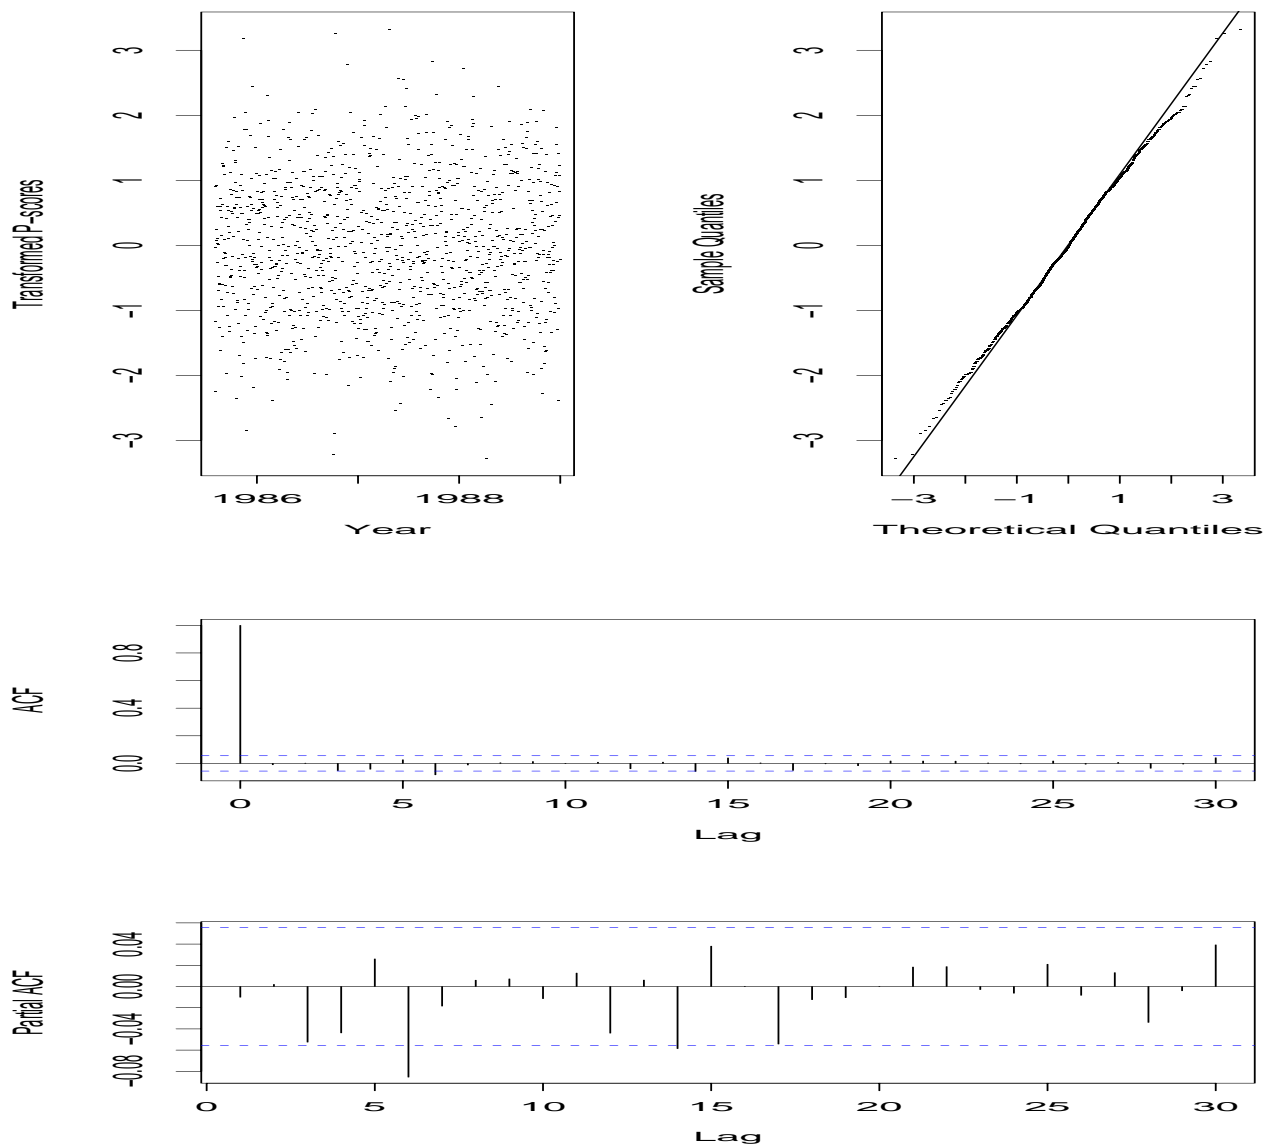 Transformed P-scores
3
2
1
0
-1
-2
-3
1986 1988
Year
Sample Quantiles
3
2
1
0
-1
-2
-3
-3 -1 1 3
Theoretical Quantiles
ACF
0.8
0.4
0.0
0 5 10 15 20 25 30
Lag
Partial ACF
0.04
0.00
-0.04
-0.08
0 5 10 15 20 25 30
Lag